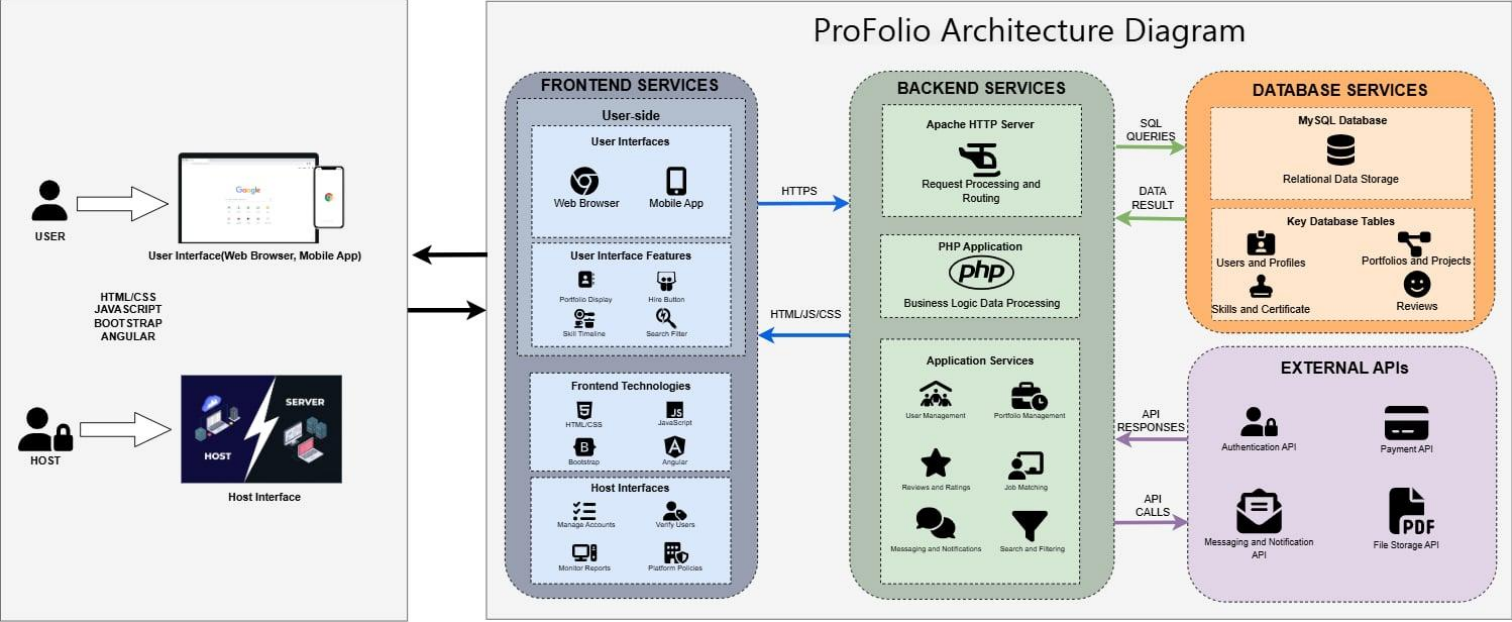 ProFolio Architecture Diagram
USER
Google
User Interface(Web Browser, Mobile App)
HTML/CSS
JAVASCRIPT
BOOTSTRAP
ANGULAR
HOST
HOST
SERVER
Host Interface
FRONTEND SERVICES
User-side
User Interfaces
Web Browser
Mobile App
User Interface Features
Portfolio Display
Hire Button
Skill Timeline
Search Filter
Frontend Technologies
5
HTML/CSS
JS
JavaScript
B
Bootstrap
A
Angular
Host Interfaces
Manage Accounts
Verify Users
Monitor Reports
Platform Policies
HTTPS
HTML/JS/CSS
BACKEND SERVICES
Apache HTTP Server
Request Processing and
Routing
PHP Application
php
Business Logic Data Processing
Application Services
User Management
Portfolio Management
Reviews and Ratings
Job Matching
Messaging and Notifications
Search and Filtering
SQL
QUERIES
DATA
RESULT
API
RESPONSES
API
CALLS
DATABASE SERVICES
MySQL Database
Relational Data Storage
Key Database Tables
Users and Profiles
Portfolios and Projects
Skills and Certificate
Reviews
EXTERNAL APIs
Authentication API
Payment API
Messaging and Notification
API
PDF
File Storage API